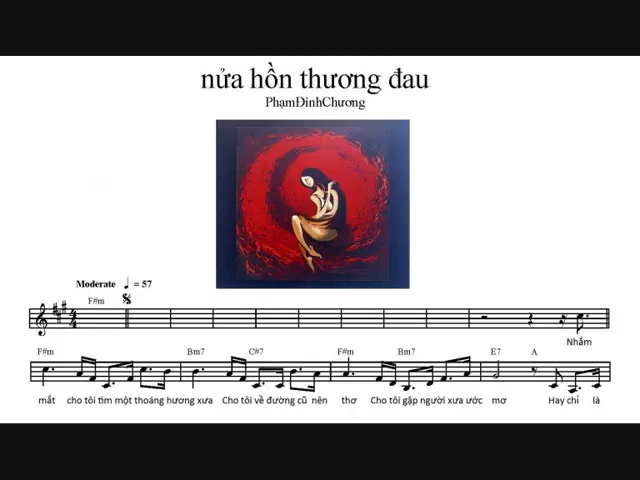 nửa hồn thương đau
PhạmĐìnhChương
Moderate ♩ = 57
F#m
Nhắm
F#m Bm7 C#7 F#m Bm7 E7 A
mắt cho tôi tìm một thoáng hương xưa Cho tôi về đường cũ nên thơ Cho tôi gặp người xưa ước mơ Hay chỉ là